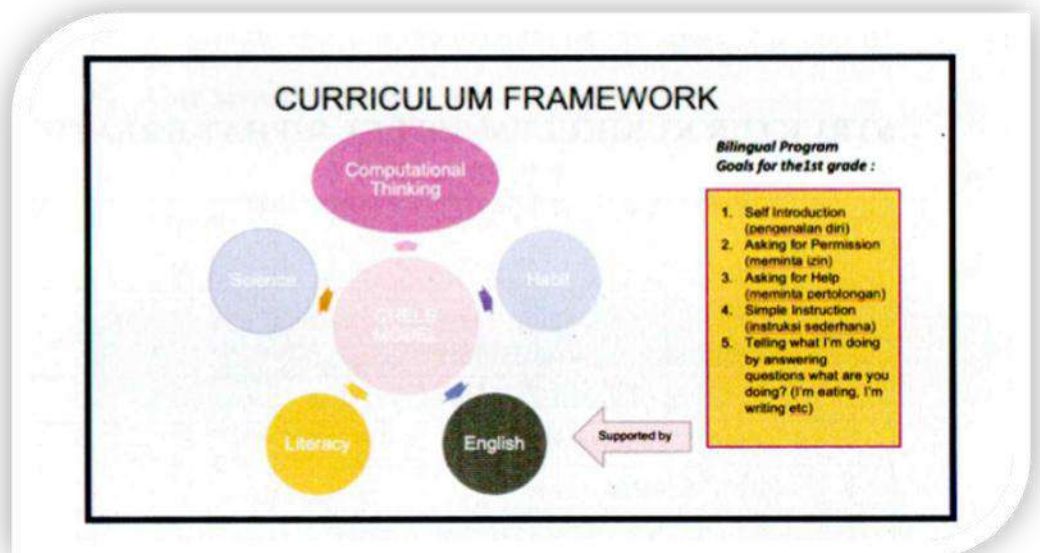 CURRICULUM FRAMEWORK
Computational
Thinking
Science
Habit
MODEL
Literacy
English
Supported by
Bilingual Program
Goals for the1st grade :
1. Self Introduction
(pengenalan diri)
2. Asking for Permission
(meminta izin)
3. Asking for Help
(meminta pertolongan)
4. Simple Instruction
(instruksi sederhana)
5. Telling what I'm doing
by answering
questions what are you
doing? (I'm eating, I'm
writing etc)